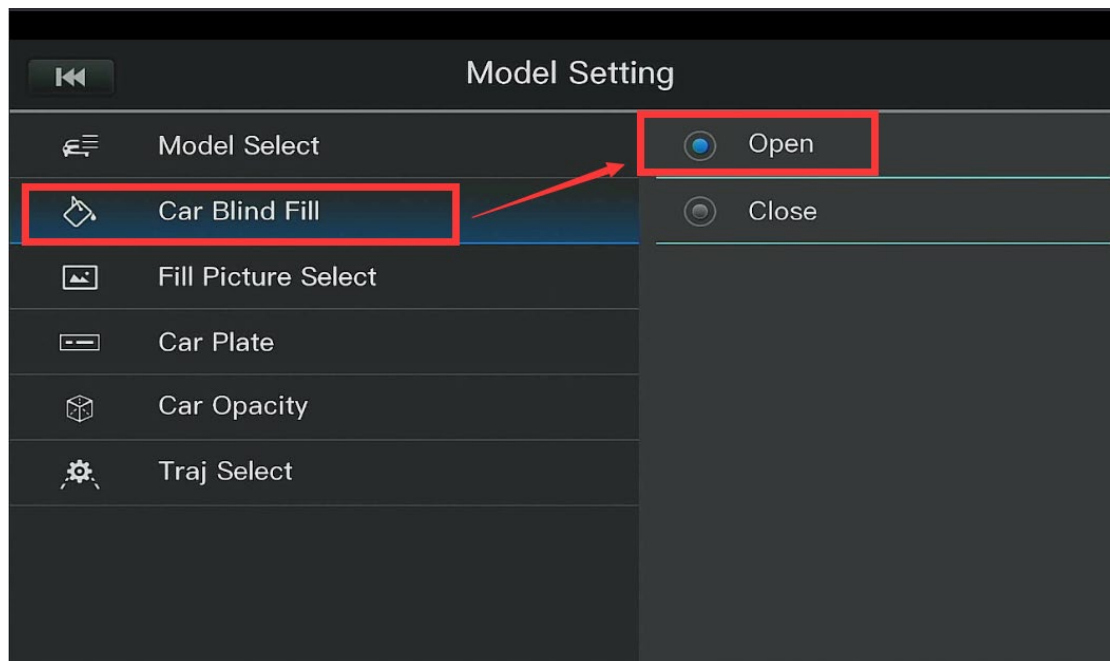 Model Setting
Model Select
Car Blind Fill
Fill Picture Select
Car Plate
Car Opacity
Traj Select
Open
Close